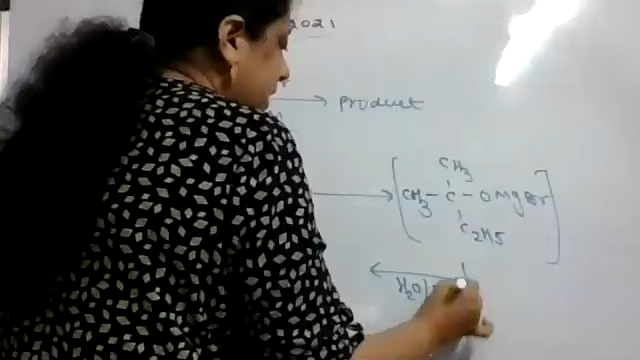 2021
→ Product
CH3
CH3 - C - OMgBr
C2H5
H2O/